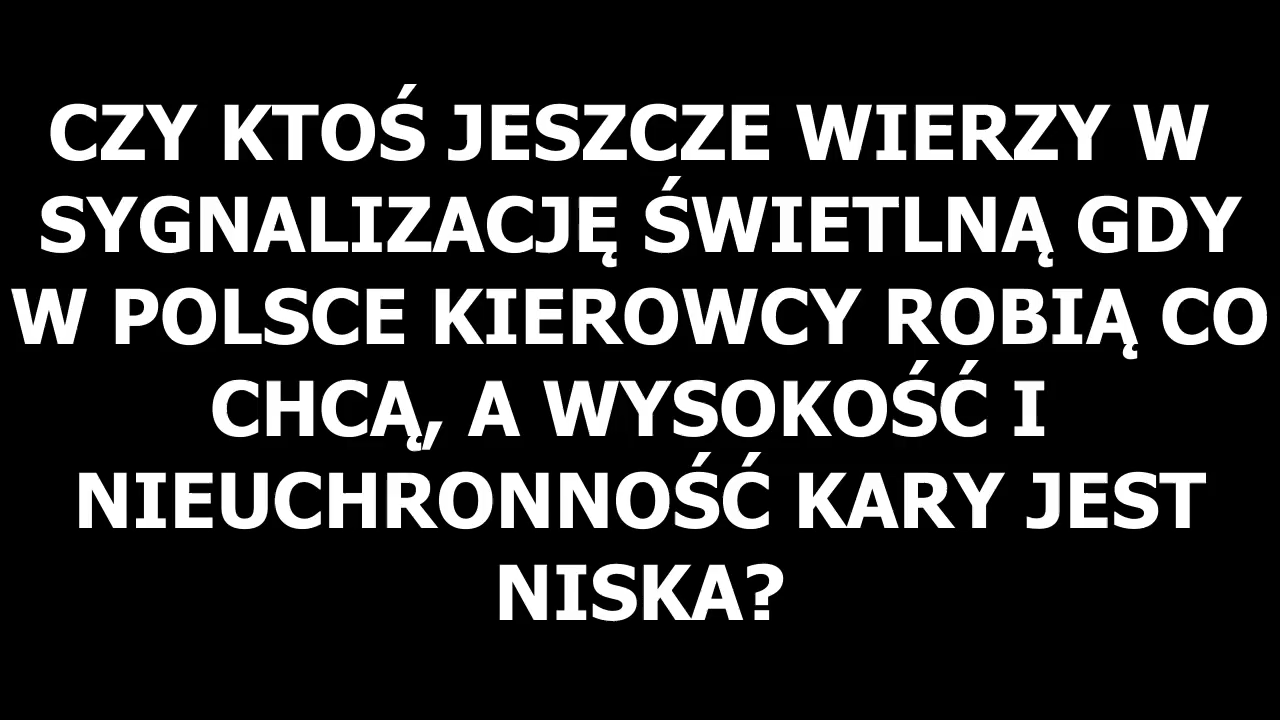 CZY KTOŚ JESZCZE WIERZY W
SYGNALIZACJĘ ŚWIETLNĄ GDY
W POLSCE KIEROWCY ROBIĄ CO
CHCĄ, A WYSOKOŚĆ I
NIEUCHRONNOŚĆ KARY JEST
NISKA?